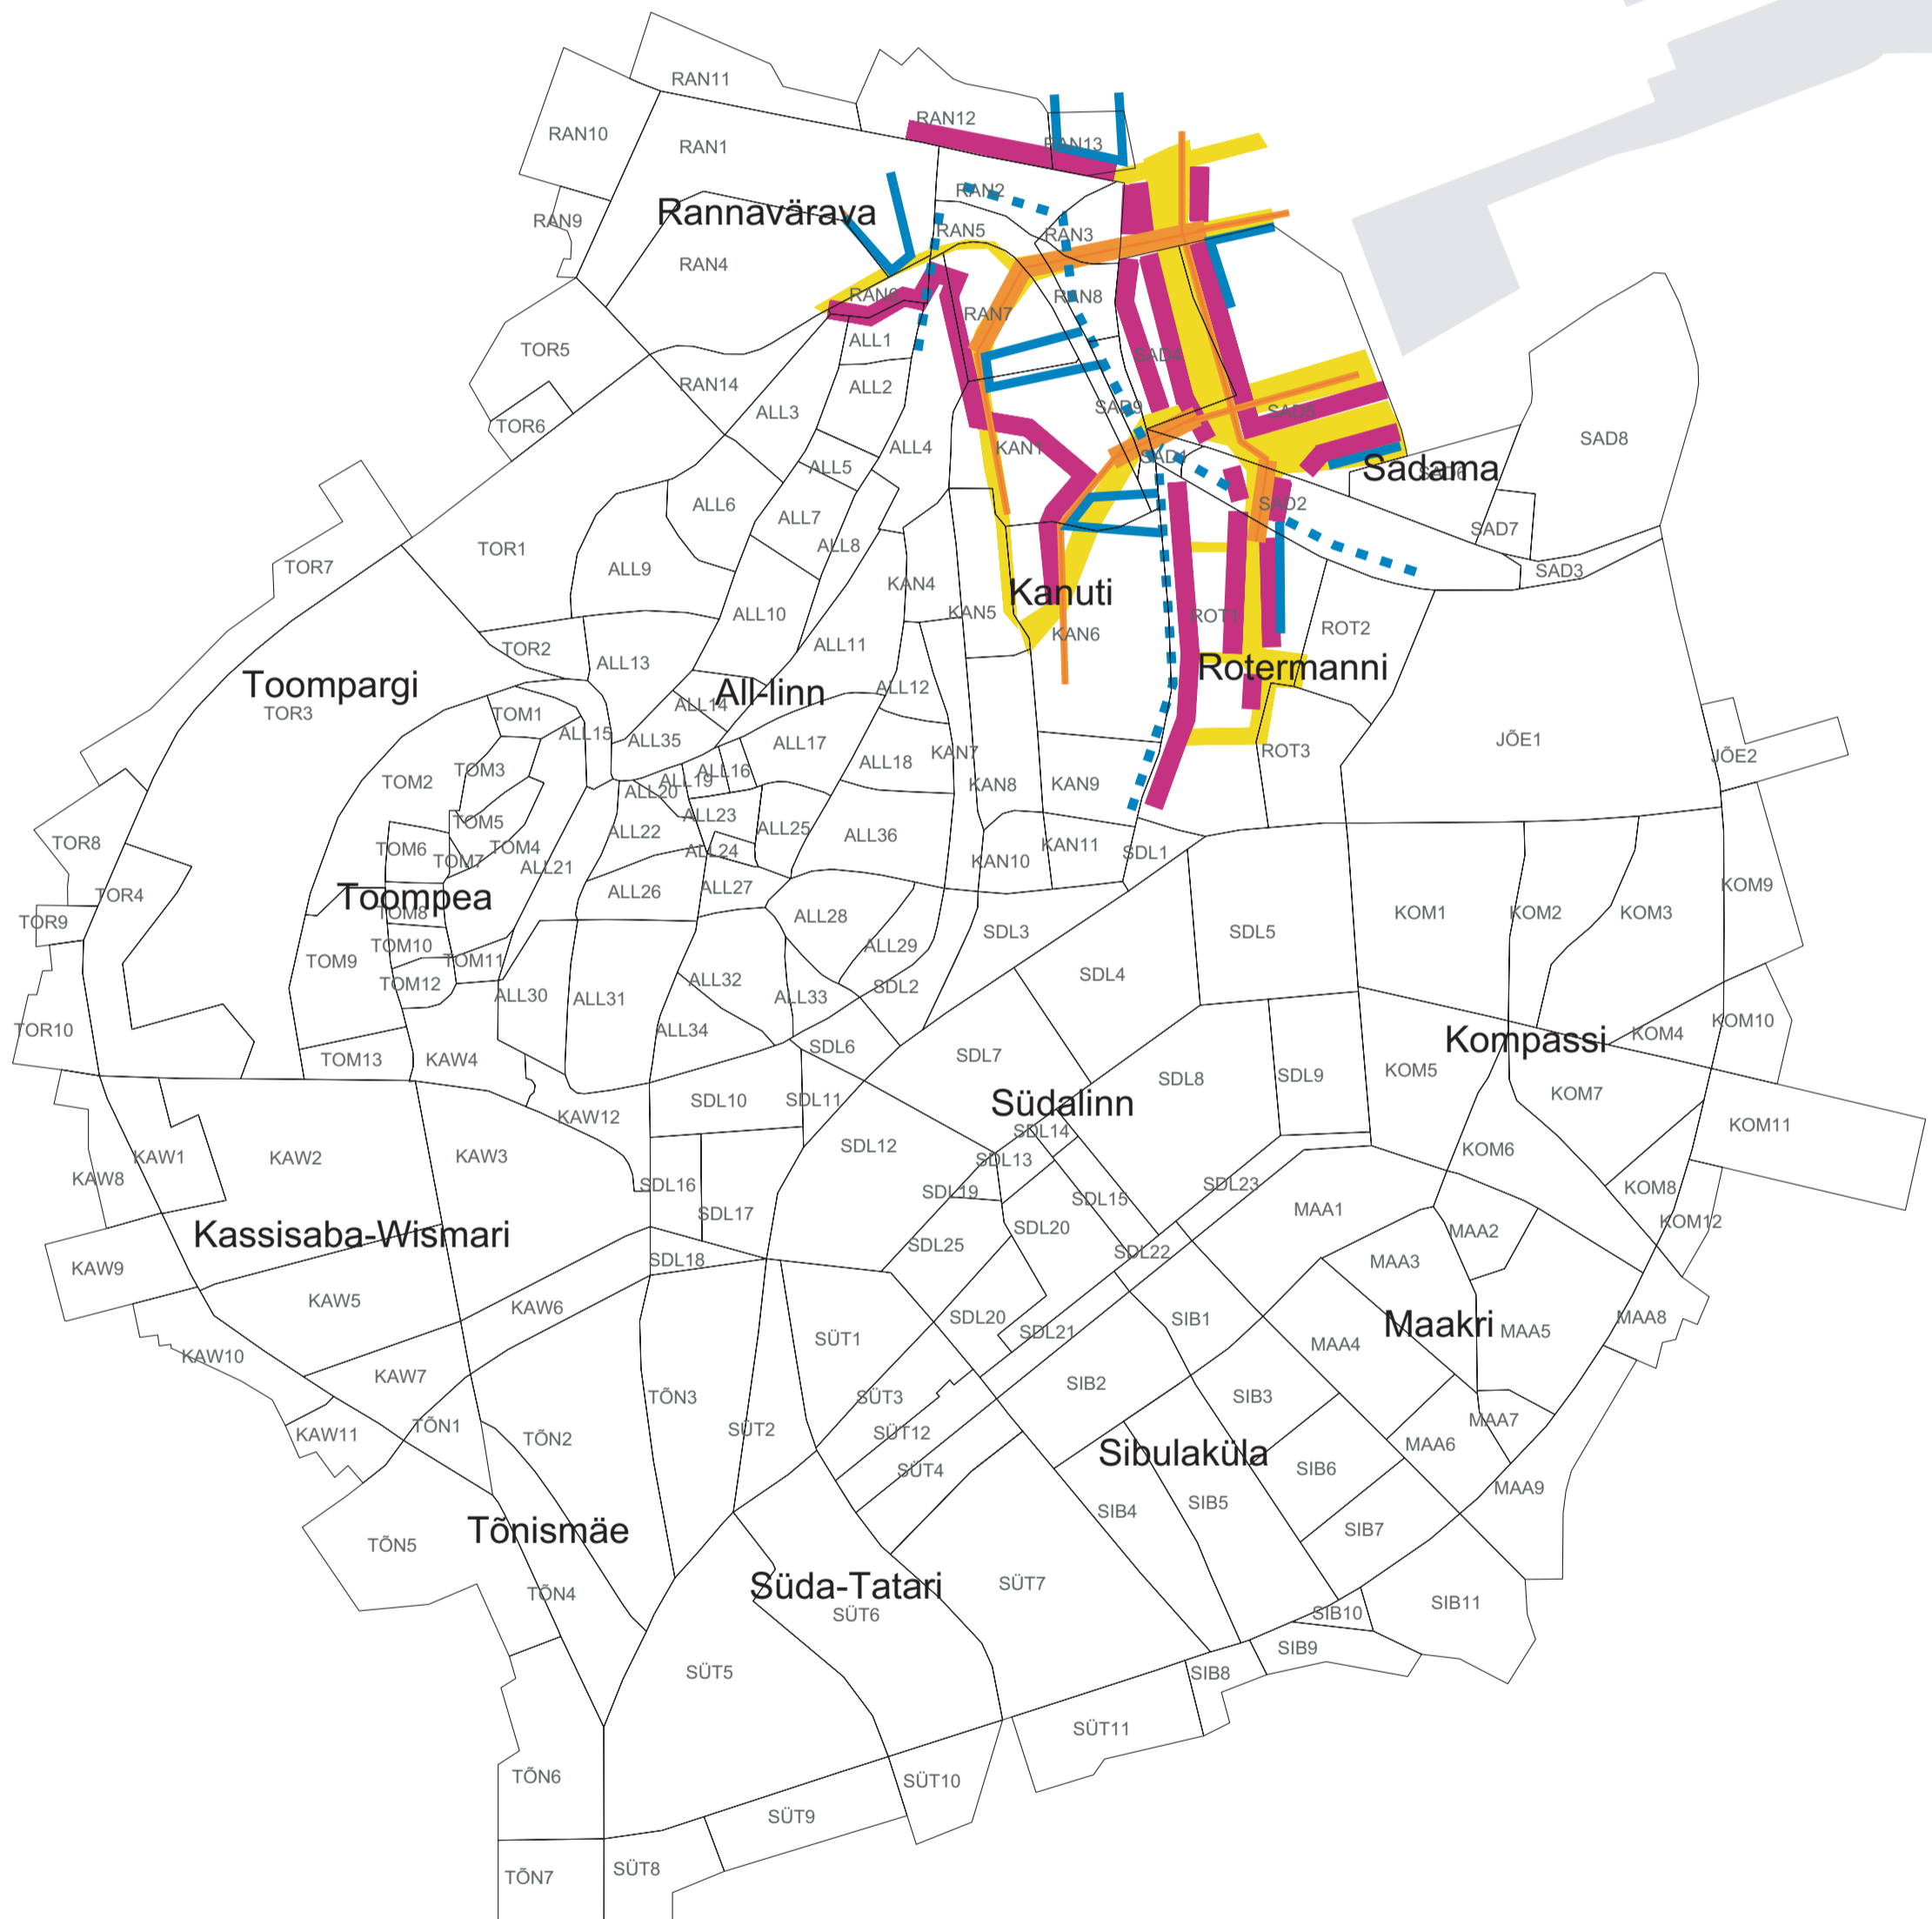 RAN11
RAN12
RAN10
RAN1
RAN13
RAN2
Rannavärava
RAN9
RAN5
RAN3
RAN4
RAN6
RAN8
RAN7
TOR5
ALL1
SAD4
RAN14
ALL2
ALL3
SAD9
SAD5
TOR6
SAD8
ALL4
KAN1
SAD1
ALL5
Sadama
SAD6
ALL6
ALL7
SAD2
SAD7
TOR1
ALL8
TOR7
ALL9
SAD3
KAN4
Kanuti
ALL10
KAN5
ROT1
ROT2
KAN6
TOR2
ALL11
ALL13
Rotermanni
Toompargi
All-linn
ALL12
TOR3
ALL14
TOM1
ALL15
ALL35
ALL17
KAN7
ROT3
JÕE1
JÕE2
ALL18
TOM3
ALL16
ALL19
TOM2
KAN8
KAN9
ALL20
ALL23
TOM5
ALL22
ALL25
ALL36
TOR8
TOM6
TOM4
KAN11
ALL24
SDL1
TOM7
KAN10
ALL21
TOR4
ALL26
ALL27
KOM9
Toompea
TOM8
TOR9
ALL28
KOM1
KOM2
KOM3
SDL3
SDL5
TOM10
ALL29
TOM9
TOM11
SDL4
TOM12
ALL32
SDL2
ALL30
ALL31
ALL33
TOR10
ALL34
KOM10
KOM4
Kompassi
SDL6
TOM13
KAW4
SDL7
KOM5
SDL8
SDL9
KOM7
SDL10
SDL11
Südalinn
KAW12
KOM11
SDL14
SDL12
KAW1
KAW2
KAW3
SDL13
KOM6
KAW8
SDL16
SDL19
SDL23
KOM8
SDL15
SDL17
MAA1
KOM12
Kassisaba-Wismari
SDL20
MAA2
SDL25
SDL22
SDL18
MAA3
KAW9
KAW5
KAW6
SDL20
SIB1
MAA8
SDL21
SÜT1
Maakri
MAA5
MAA4
KAW10
KAW7
SIB2
TÕN3
SÜT3
SIB3
MAA7
TÕN1
SÜT2
SÜT12
KAW11
TÕN2
MAA6
Sibulaküla
SÜT4
SIB6
MAA9
SIB5
SIB4
Tõnismäe
SIB7
TÕN5
Süda-Tatari
SÜT7
TÕN4
SIB11
SÜT6
SIB10
SIB9
SÜT5
SIB8
SÜT11
TÕN6
SÜT10
SÜT9
SÜT8
TÕN7